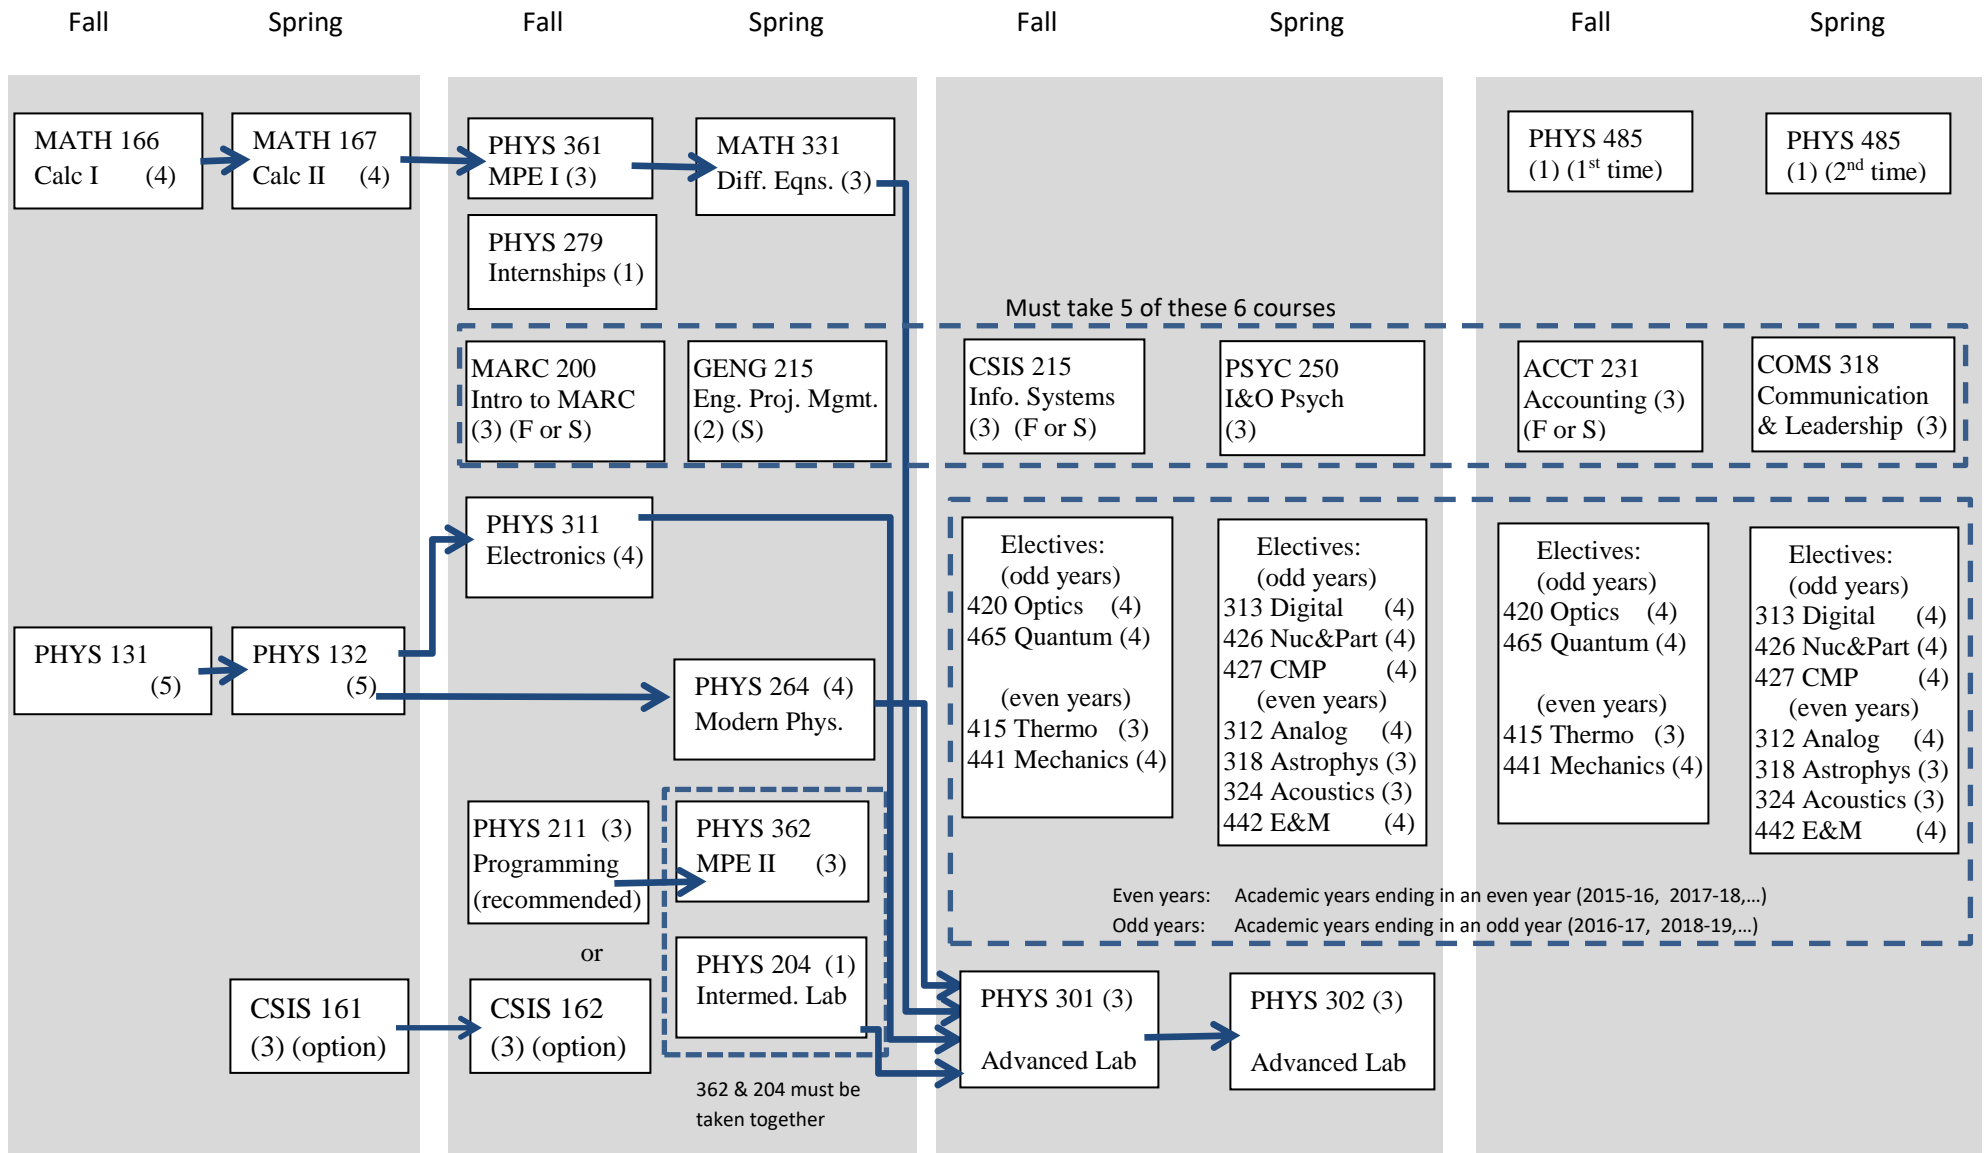 Fall Spring Fall Spring Fall Spring Fall Spring
MATH 166
Calc I (4)
MATH 167
Calc II (4)
PHYS 361
MPE I (3)
MATH 331
Diff. Eqns. (3)
PHYS 485
(1) (1st time)
PHYS 485
(1) (2nd time)
PHYS 279
Internships (1)
Must take 5 of these 6 courses
MARC 200
Intro to MARC
(3) (F or S)
GENG 215
Eng. Proj. Mgmt.
(2) (S)
CSIS 215
Info. Systems
(3) (F or S)
PSYC 250
I&O Psych
(3)
ACCT 231
Accounting (3)
(F or S)
COMS 318
Communication
& Leadership (3)
PHYS 311
Electronics (4)
PHYS 131
(5)
PHYS 132
(5)
PHYS 264 (4)
Modern Phys.
Electives:
(odd years)
420 Optics (4)
465 Quantum (4)
(even years)
415 Thermo (3)
441 Mechanics (4)
Electives:
(odd years)
313 Digital (4)
426 Nuc&Part (4)
427 CMP (4)
(even years)
312 Analog (4)
318 Astrophys (3)
324 Acoustics (3)
442 E&M (4)
Electives:
(odd years)
420 Optics (4)
465 Quantum (4)
(even years)
415 Thermo (3)
441 Mechanics (4)
Electives:
(odd years)
313 Digital (4)
426 Nuc&Part (4)
427 CMP (4)
(even years)
312 Analog (4)
318 Astrophys (3)
324 Acoustics (3)
442 E&M (4)
PHYS 211 (3)
Programming
(recommended)
or
PHYS 362
MPE II (3)
Even years: Academic years ending in an even year (2015-16, 2017-18,…)
Odd years: Academic years ending in an odd year (2016-17, 2018-19,…)
PHYS 204 (1)
Intermed. Lab
CSIS 161
(3) (option)
CSIS 162
(3) (option)
PHYS 301 (3)
Advanced Lab
PHYS 302 (3)
Advanced Lab
362 & 204 must be
taken together